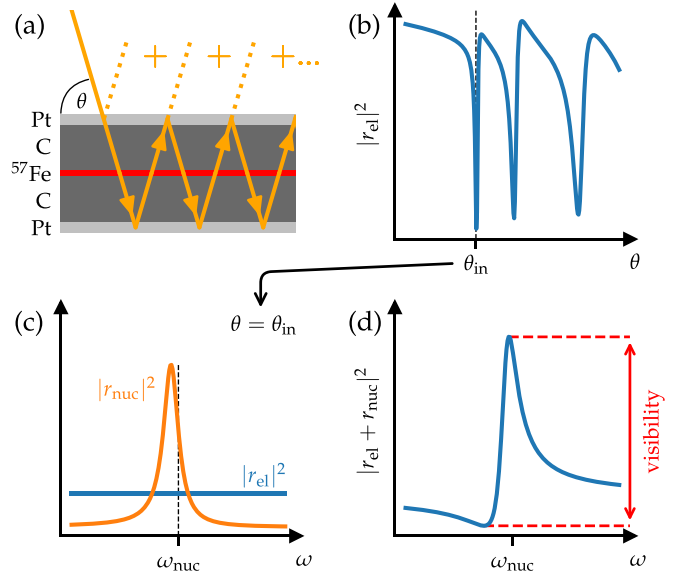 (a)
+ + + ...
θ
Pt
C
⁵⁷Fe
C
Pt
(b)
|r_el|²
θ_in
θ
(c)
θ = θ_in
|r_nuc|²
|r_el|²
ω_nuc
ω
(d)
|r_el + r_nuc|²
visibility
ω_nuc
ω